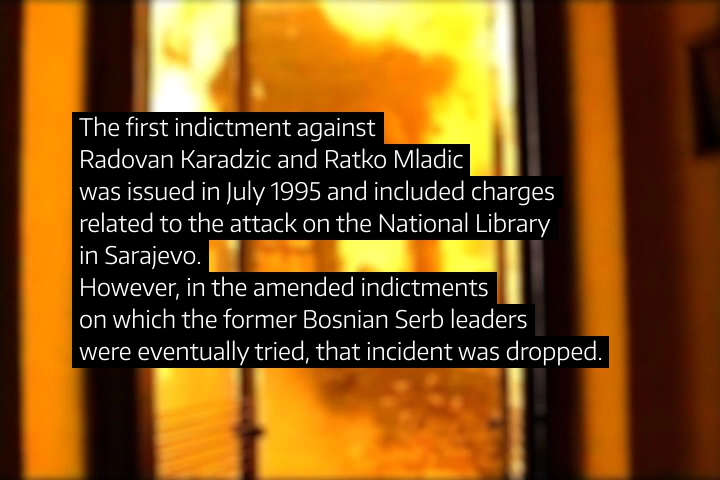 The first indictment against
Radovan Karadzic and Ratko Mladic
was issued in July 1995 and included charges
related to the attack on the National Library
in Sarajevo.
However, in the amended indictments
on which the former Bosnian Serb leaders
were eventually tried, that incident was dropped.